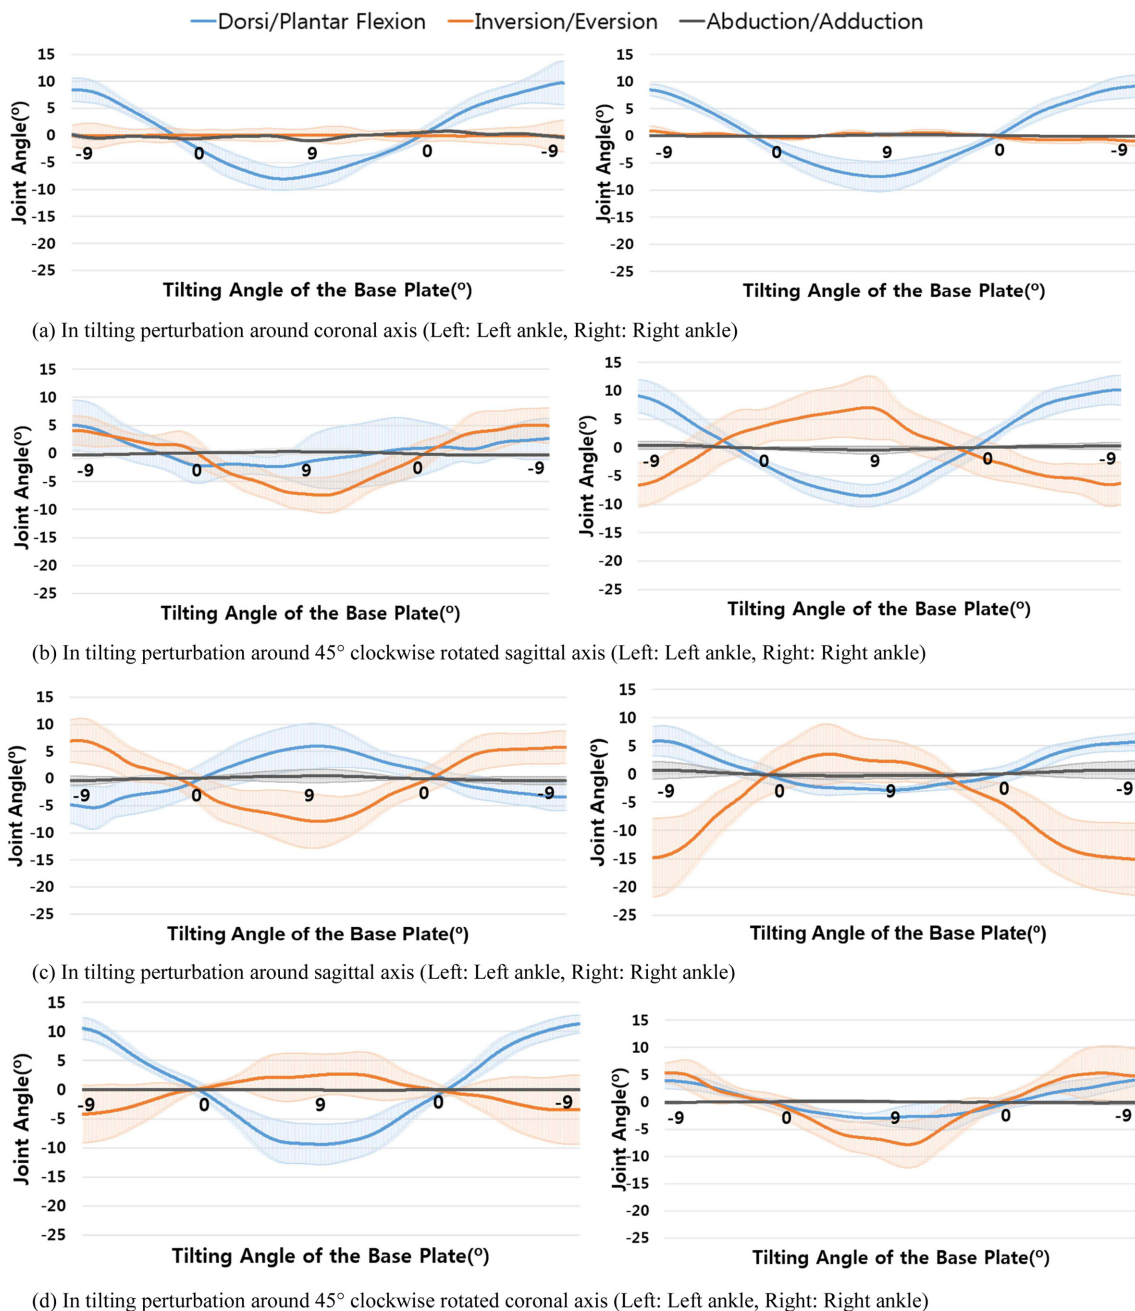 Dorsi/Plantar Flexion Inversion/Eversion Abduction/Adduction
15
10
5
0
-5
-10
-15
-20
-25
Joint Angle(º)
-9 0 9 0 -9
Tilting Angle of the Base Plate(º)
15
10
5
0
-5
-10
-15
-20
-25
Joint Angle(º)
-9 0 9 0 -9
Tilting Angle of the Base Plate(º)
(a) In tilting perturbation around coronal axis (Left: Left ankle, Right: Right ankle)
15
10
5
0
-5
-10
-15
-20
-25
Joint Angle(º)
-9 0 9 0 -9
Tilting Angle of the Base Plate(º)
15
10
5
0
-5
-10
-15
-20
-25
Joint Angle(º)
-9 0 9 0 -9
Tilting Angle of the Base Plate(º)
(b) In tilting perturbation around 45° clockwise rotated sagittal axis (Left: Left ankle, Right: Right ankle)
15
10
5
0
-5
-10
-15
-20
-25
Joint Angle(º)
-9 0 9 0 -9
Tilting Angle of the Base Plate(º)
15
10
5
0
-5
-10
-15
-20
-25
Joint Angle(º)
-9 0 9 0 -9
Tilting Angle of the Base Plate(º)
(c) In tilting perturbation around sagittal axis (Left: Left ankle, Right: Right ankle)
15
10
5
0
-5
-10
-15
-20
-25
Joint Angle(º)
-9 0 9 0 -9
Tilting Angle of the Base Plate(º)
15
10
5
0
-5
-10
-15
-20
-25
Joint Angle(º)
-9 0 9 0 -9
Tilting Angle of the Base Plate(º)
(d) In tilting perturbation around 45° clockwise rotated coronal axis (Left: Left ankle, Right: Right ankle)